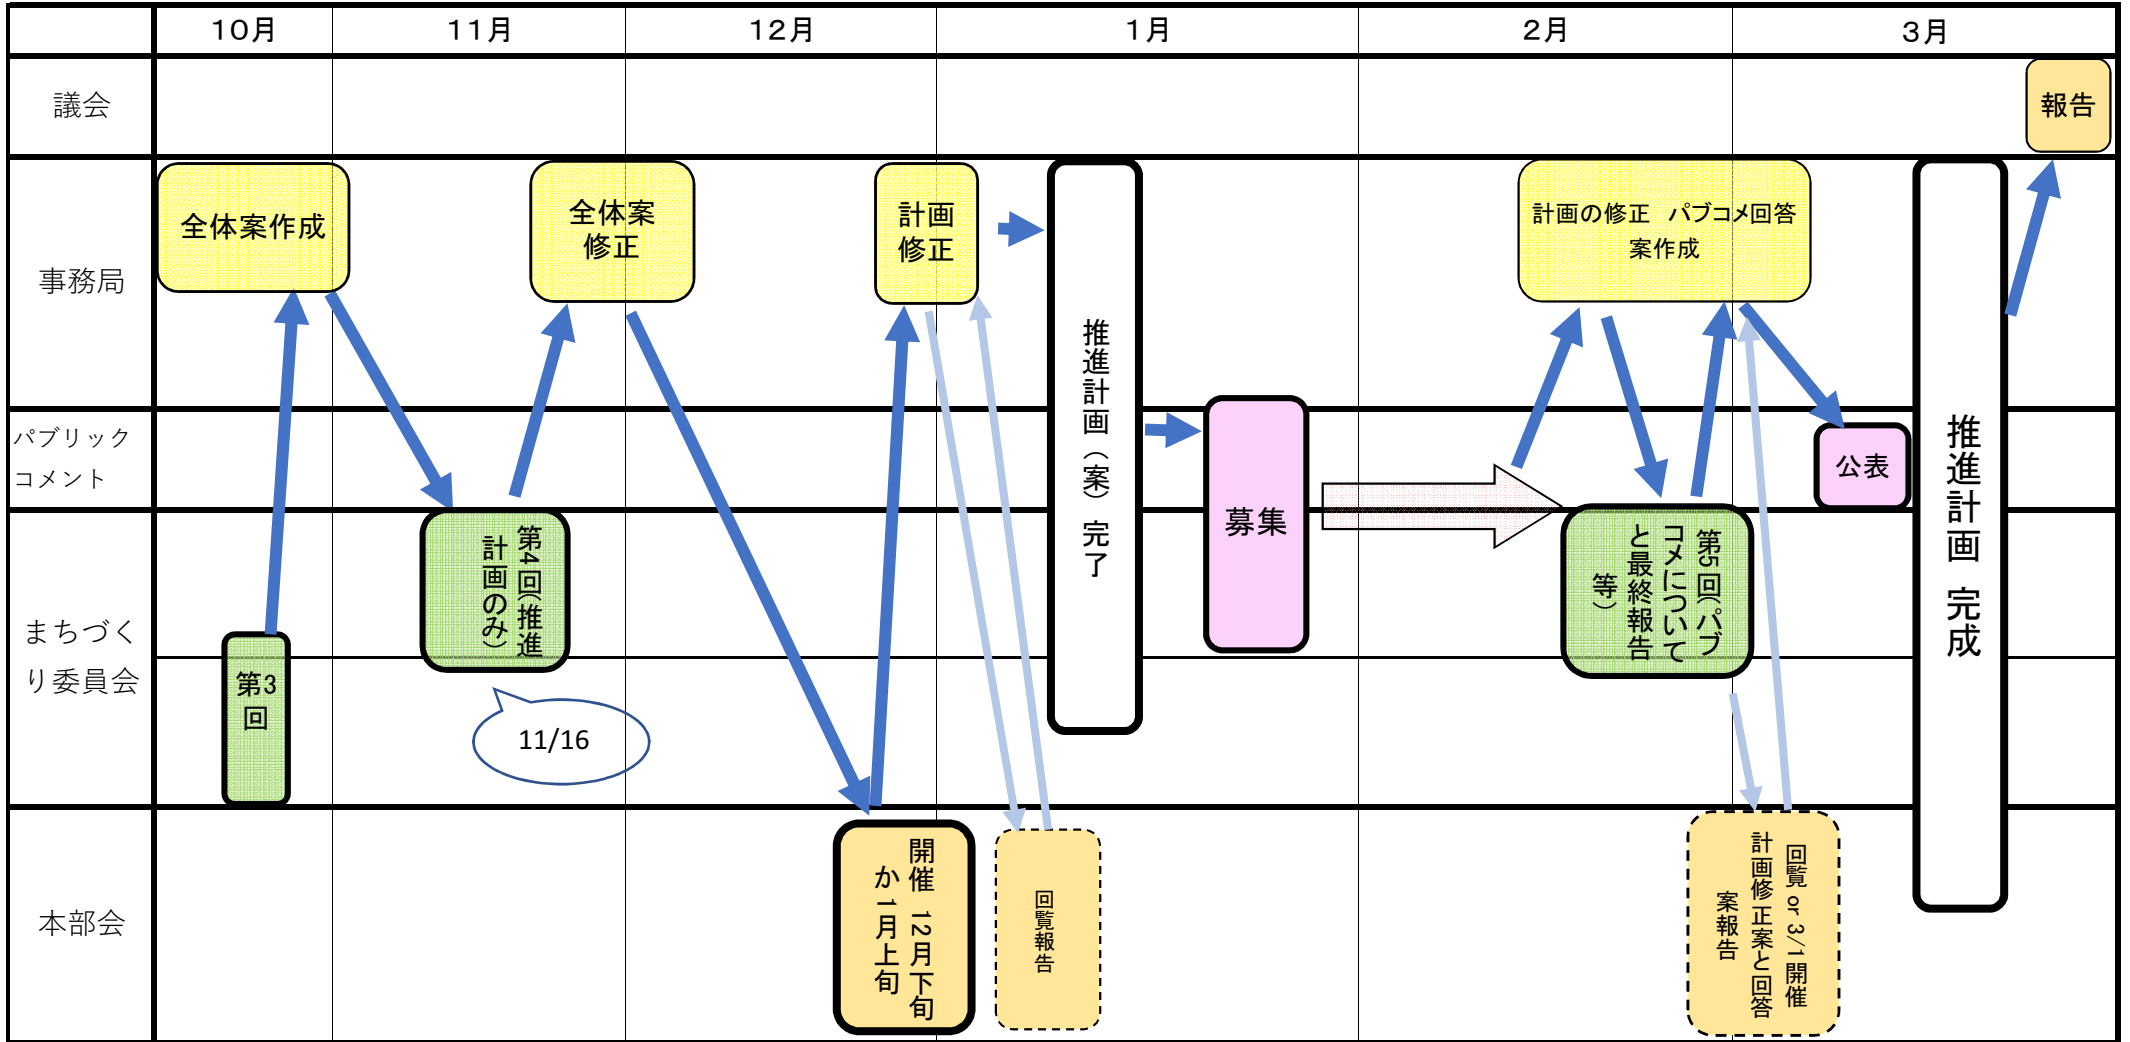 10月
11月
12月
1月
2月
3月
議会
報告
事務局
全体案作成
全体案
修正
計画
修正
計画の修正　パブコメ回答
案作成
推進計画（案）完了
推進計画　完成
パブリック
コメント
募集
公表
まちづく
り委員会
第3
回
第4回（推進
計画のみ）
11/16
第5回（パブ
コメについて
と最終報告
等）
本部会
開催　12月下旬
か1月上旬
回覧報告
回覧 or 3/1開催
計画修正案と回答
案報告